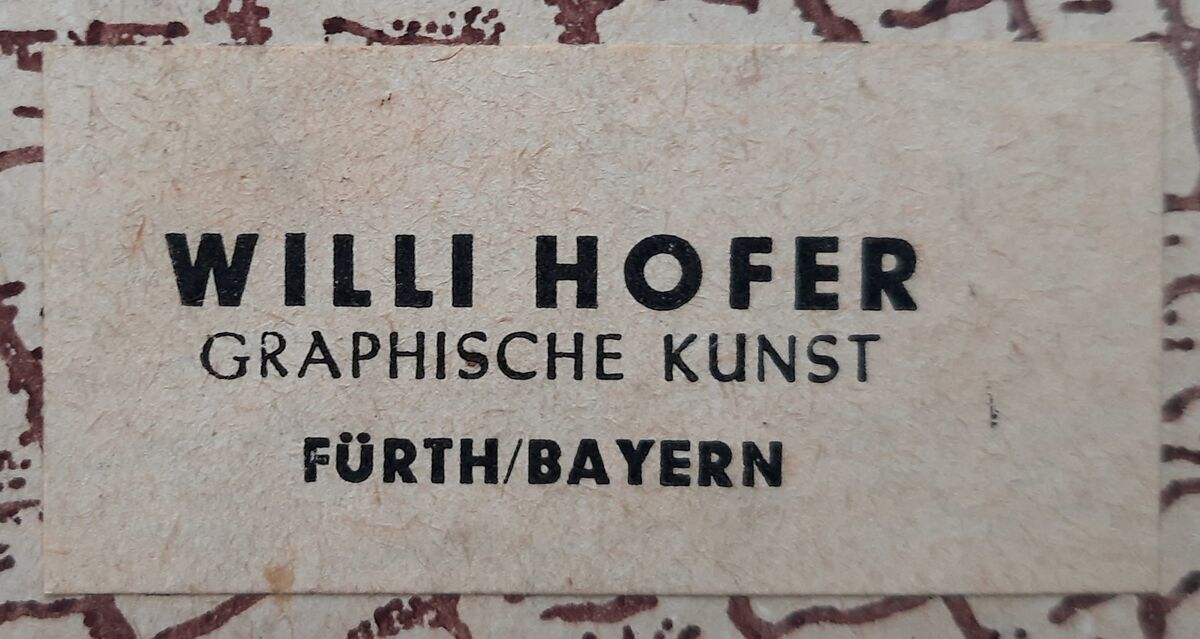 WILLI HOFER
GRAPHISCHE KUNST
FÜRTH/BAYERN